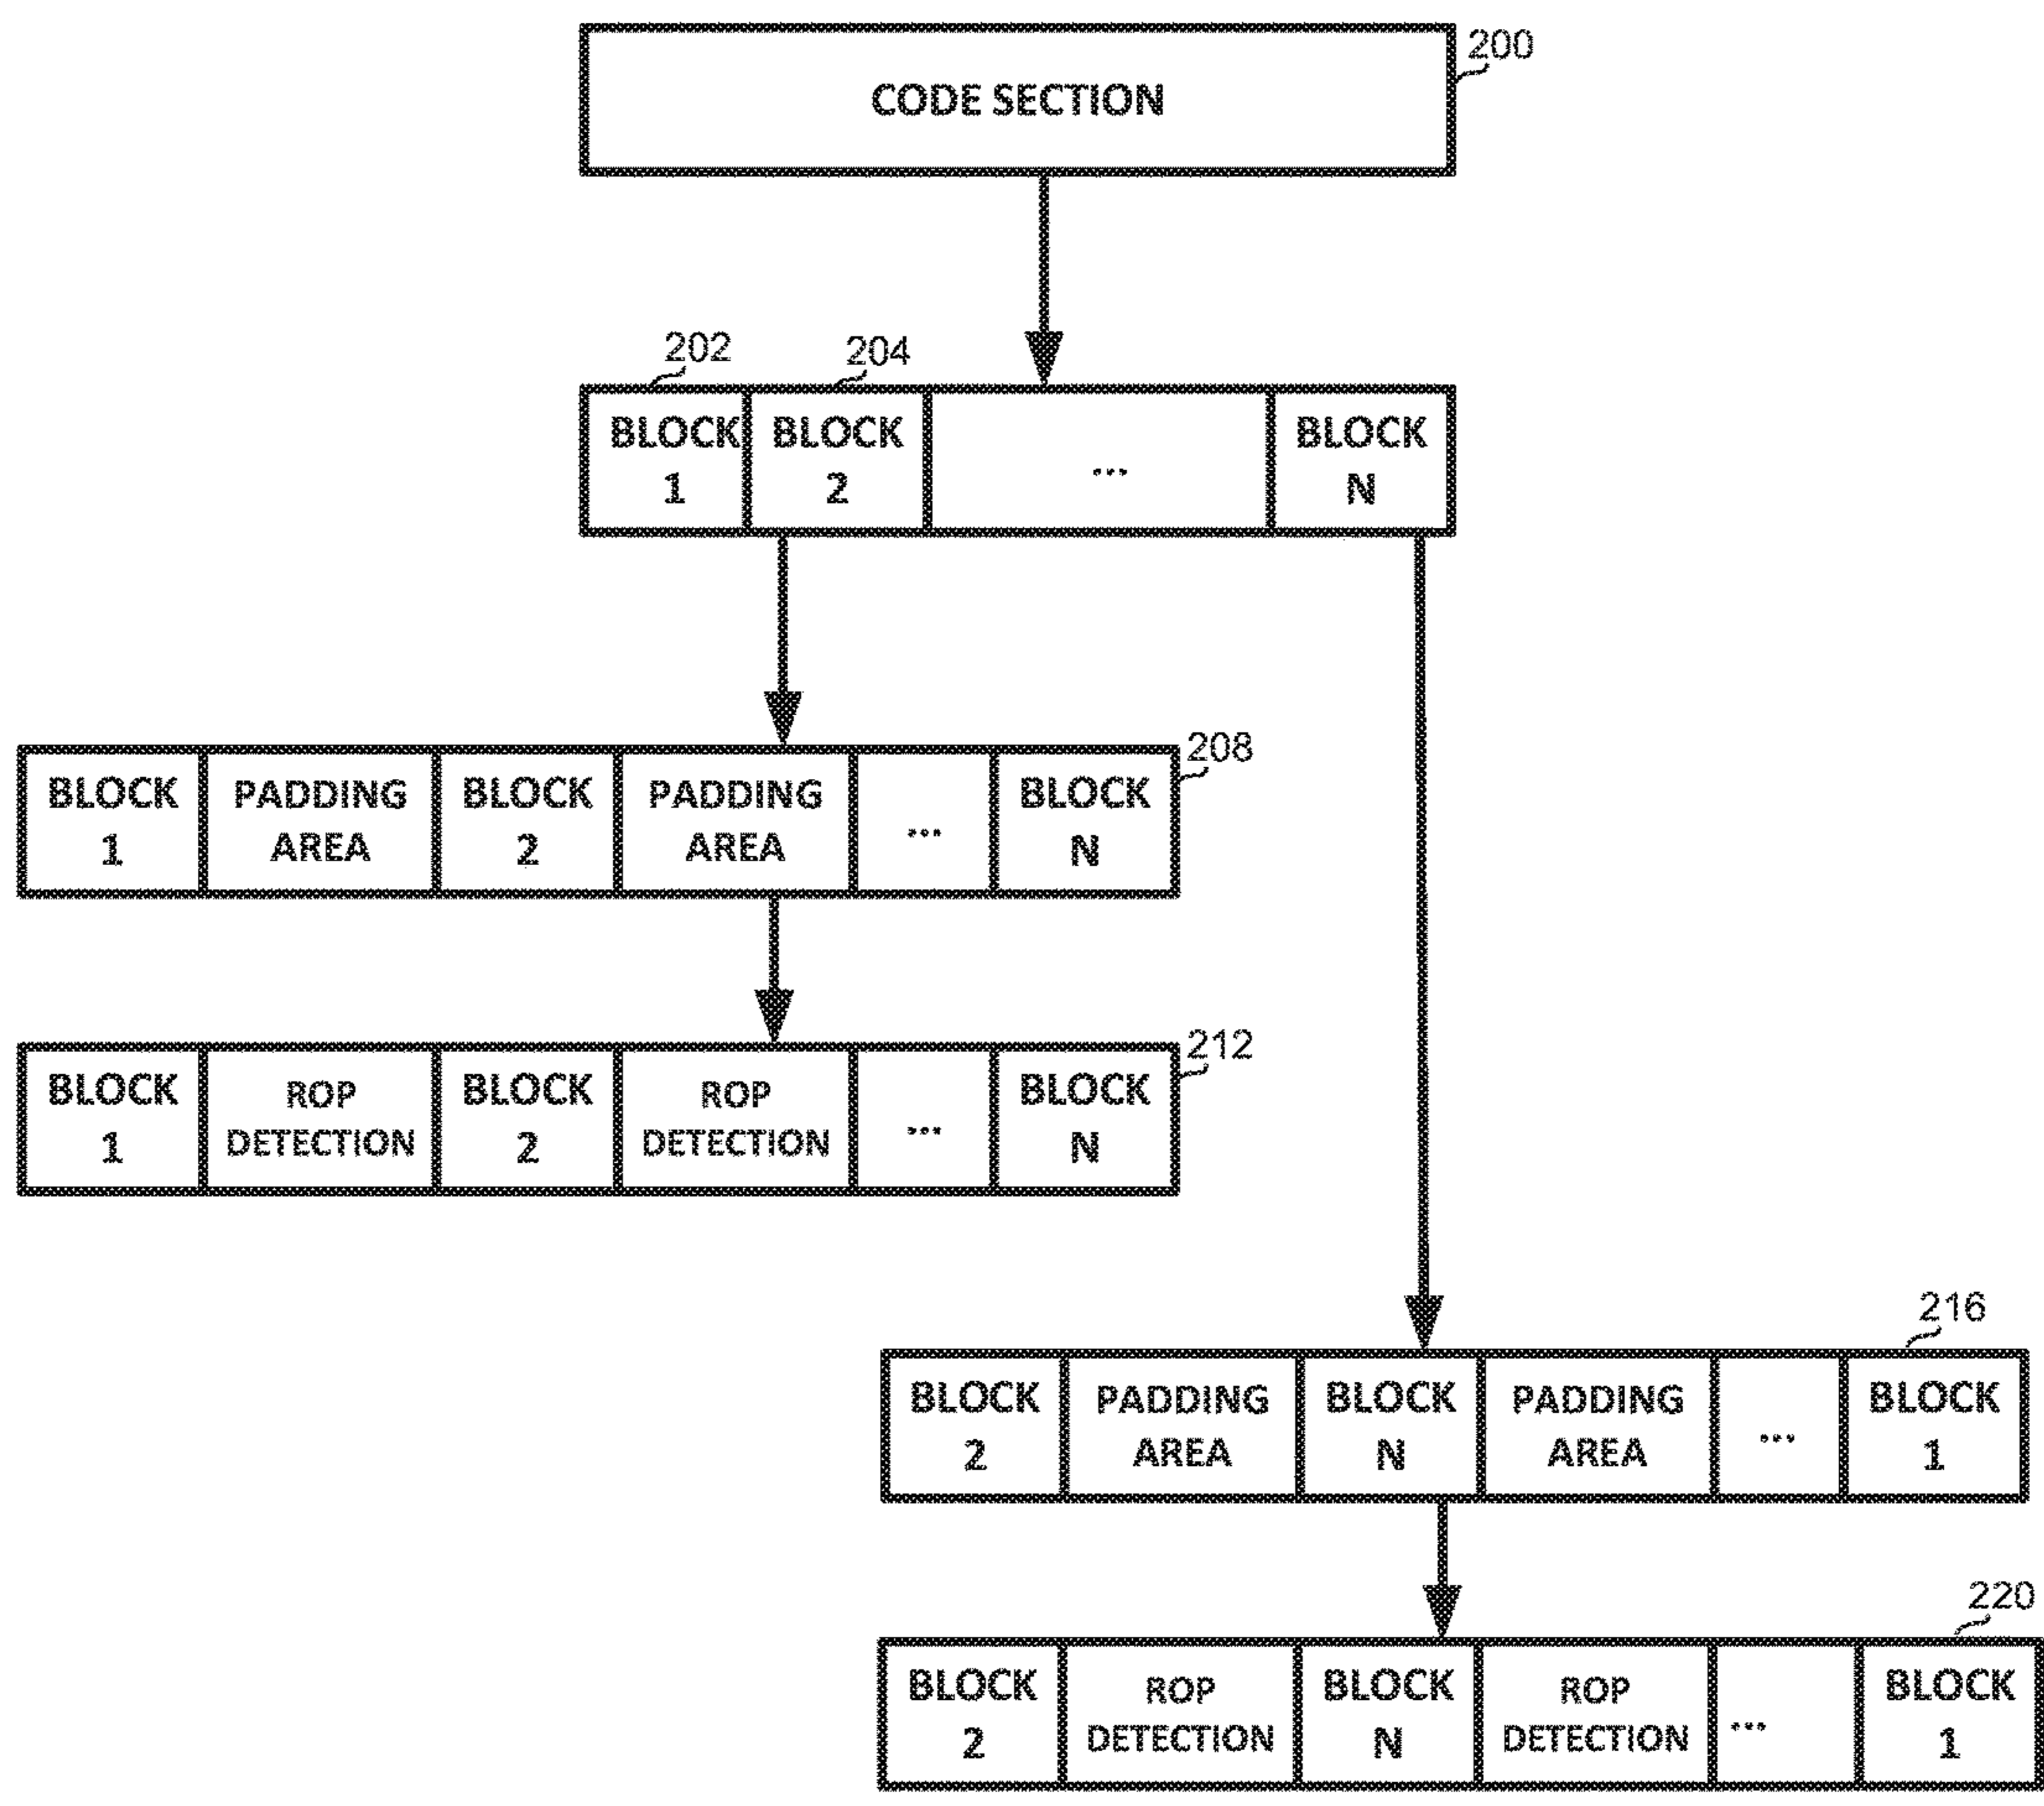 200
CODE SECTION
202
204
BLOCK 1
BLOCK 2
...
BLOCK N
208
BLOCK 1
PADDING AREA
BLOCK 2
PADDING AREA
...
BLOCK N
212
BLOCK 1
ROP DETECTION
BLOCK 2
ROP DETECTION
...
BLOCK N
216
BLOCK 2
PADDING AREA
BLOCK N
PADDING AREA
...
BLOCK 1
220
BLOCK 2
ROP DETECTION
BLOCK N
ROP DETECTION
...
BLOCK 1